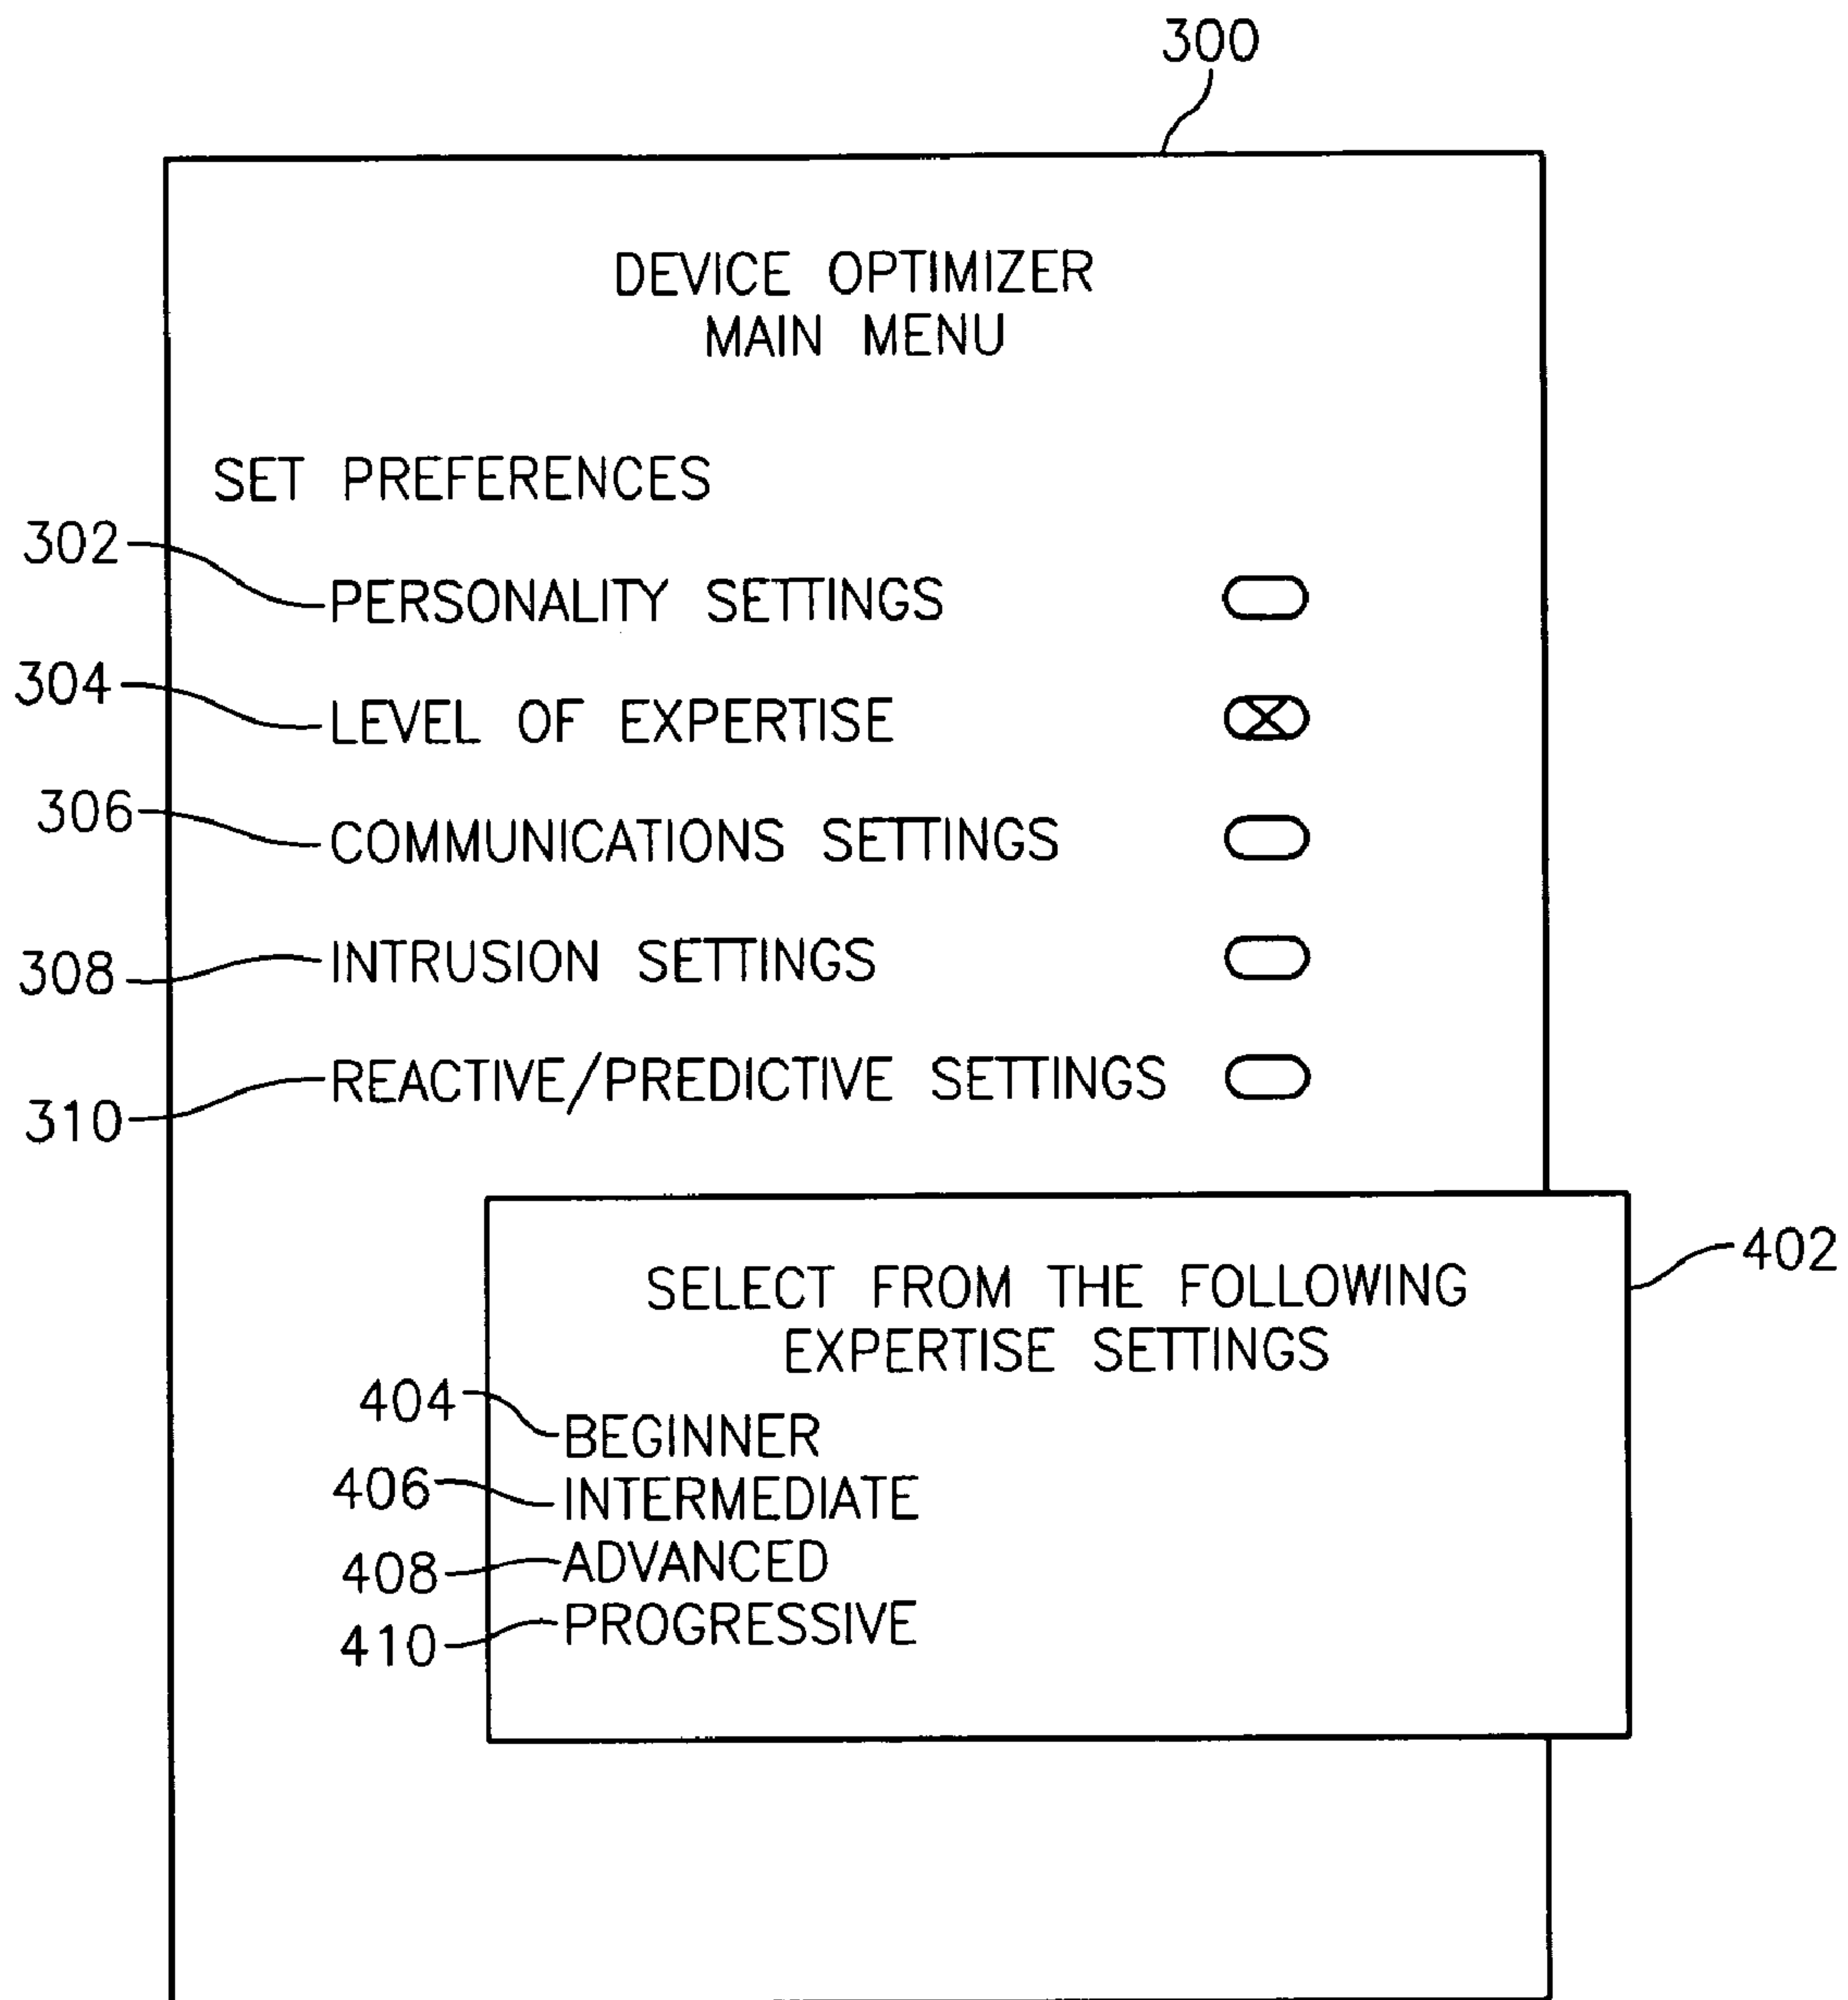 300
DEVICE OPTIMIZER
MAIN MENU
SET PREFERENCES
302
PERSONALITY SETTINGS
304
LEVEL OF EXPERTISE
306
COMMUNICATIONS SETTINGS
308
INTRUSION SETTINGS
310
REACTIVE/PREDICTIVE SETTINGS
402
SELECT FROM THE FOLLOWING
EXPERTISE SETTINGS
404
BEGINNER
406
INTERMEDIATE
408
ADVANCED
410
PROGRESSIVE